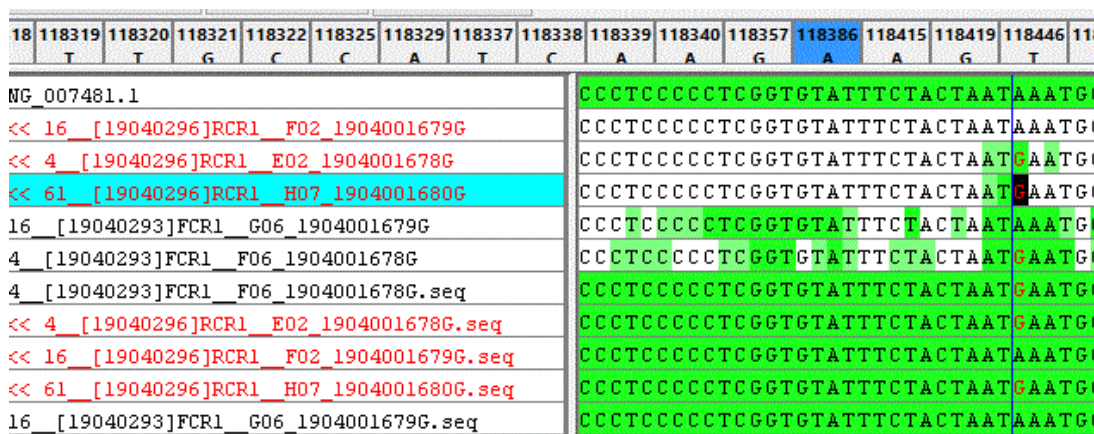 18 118319 118320 118321 118322 118325 118329 118337 118338 118339 118340 118357 118386 118415 118419 118446 11
T T G C C A T C A A G A A G T
NG_007481.1 CCCTCCCCCTCGGTGTATTTCTACTAATAAATG
<< 16__[19040296]RCR1__F02_1904001679G CCCTCCCCCTCGGTGTATTTCTACTAATAAATG
<< 4__[19040296]RCR1__E02_1904001678G CCCTCCCCCTCGGTGTATTTCTACTAATGAATG
<< 61__[19040296]RCR1__H07_1904001680G CCCTCCCCCTCGGTGTATTTCTACTAATGAATG
16__[19040293]FCR1__G06_1904001679G CCCTCCCCCTCGGTGTATTTCTACTAATAAATG
4__[19040293]FCR1__F06_1904001678G CCCTCCCCCTCGGTGTATTTCTACTAATGAATG
4__[19040293]FCR1__F06_1904001678G.seq CCCTCCCCCTCGGTGTATTTCTACTAATGAATG
<< 4__[19040296]RCR1__E02_1904001678G.seq CCCTCCCCCTCGGTGTATTTCTACTAATGAATG
<< 16__[19040296]RCR1__F02_1904001679G.seq CCCTCCCCCTCGGTGTATTTCTACTAATAAATG
<< 61__[19040296]RCR1__H07_1904001680G.seq CCCTCCCCCTCGGTGTATTTCTACTAATGAATG
16__[19040293]FCR1__G06_1904001679G.seq CCCTCCCCCTCGGTGTATTTCTACTAATAAATG